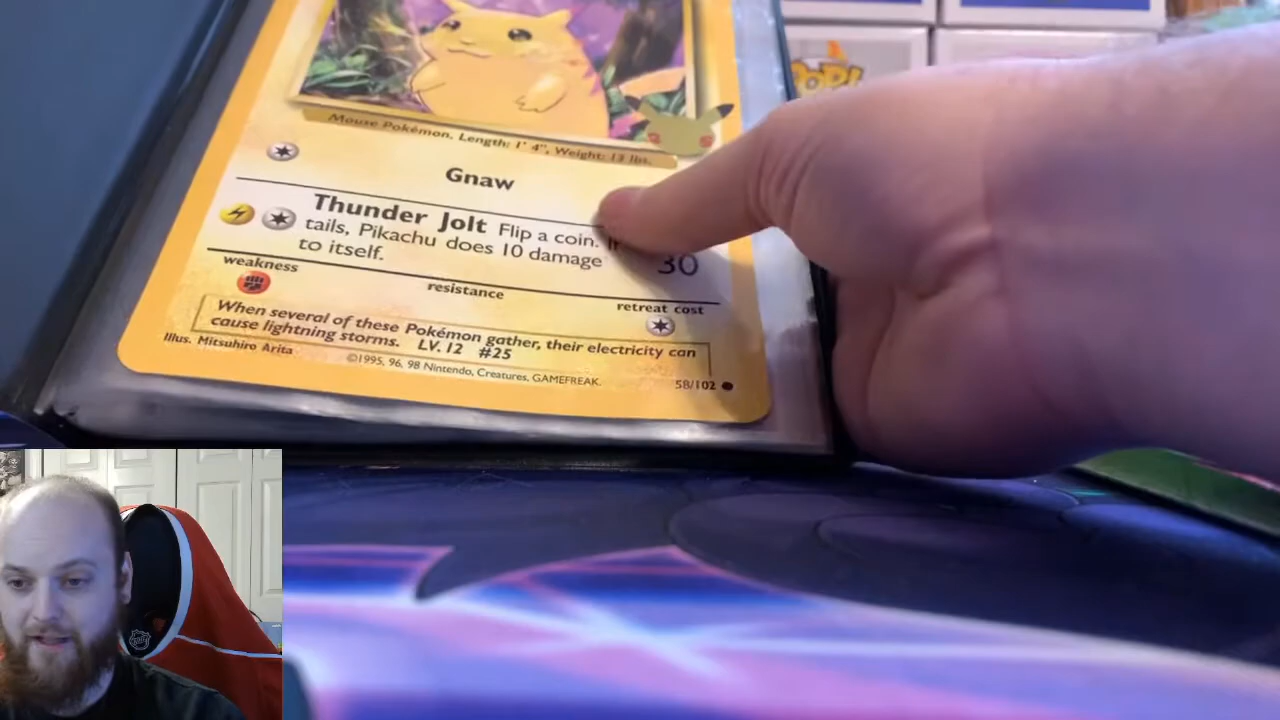 POP!
Mouse Pokémon. Length: 1' 4", Weight: 13 lbs.
Gnaw
Thunder Jolt Flip a coin.
tails, Pikachu does 10 damage
to itself.
30
weakness
resistance
retreat cost
When several of these Pokémon gather, their electricity can
cause lightning storms. LV. 12 #25
Illus. Mitsuhiro Arita
©1995, 96, 98 Nintendo, Creatures, GAMEFREAK.
58/102